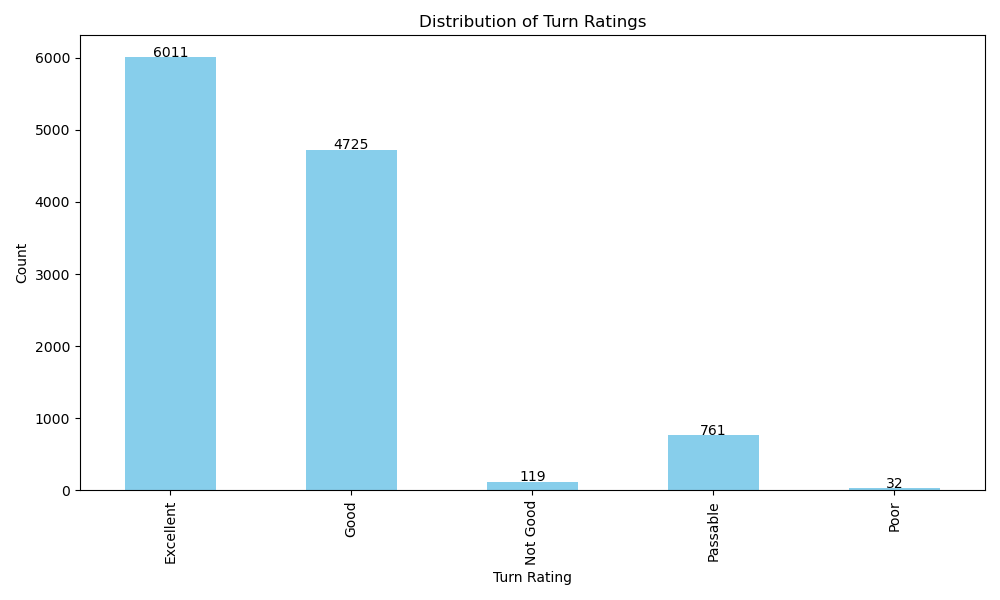 Distribution of Turn Ratings
6011
6000
5000
4725
4000
Count
3000
2000
1000
761
119
32
0
Excellent
Good
Not Good
Passable
Poor
Turn Rating